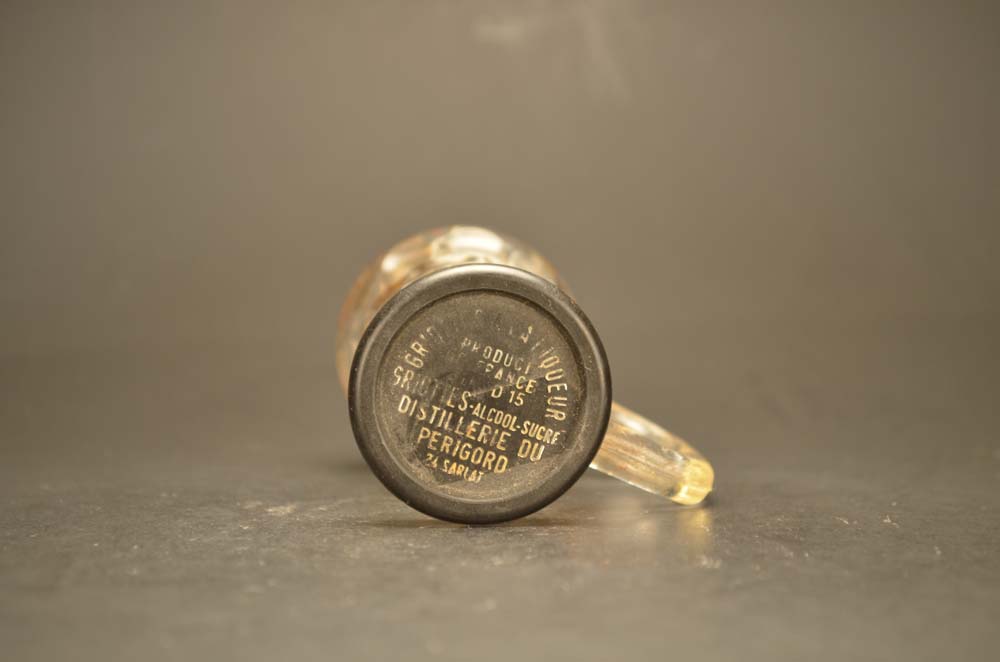 LIQUEUR
PRODUCT
FRANCE
D 15
GRIOTTES-ALCOOL-SUCRE
DISTILLERIE DU
PERIGORD
24 SARLAT